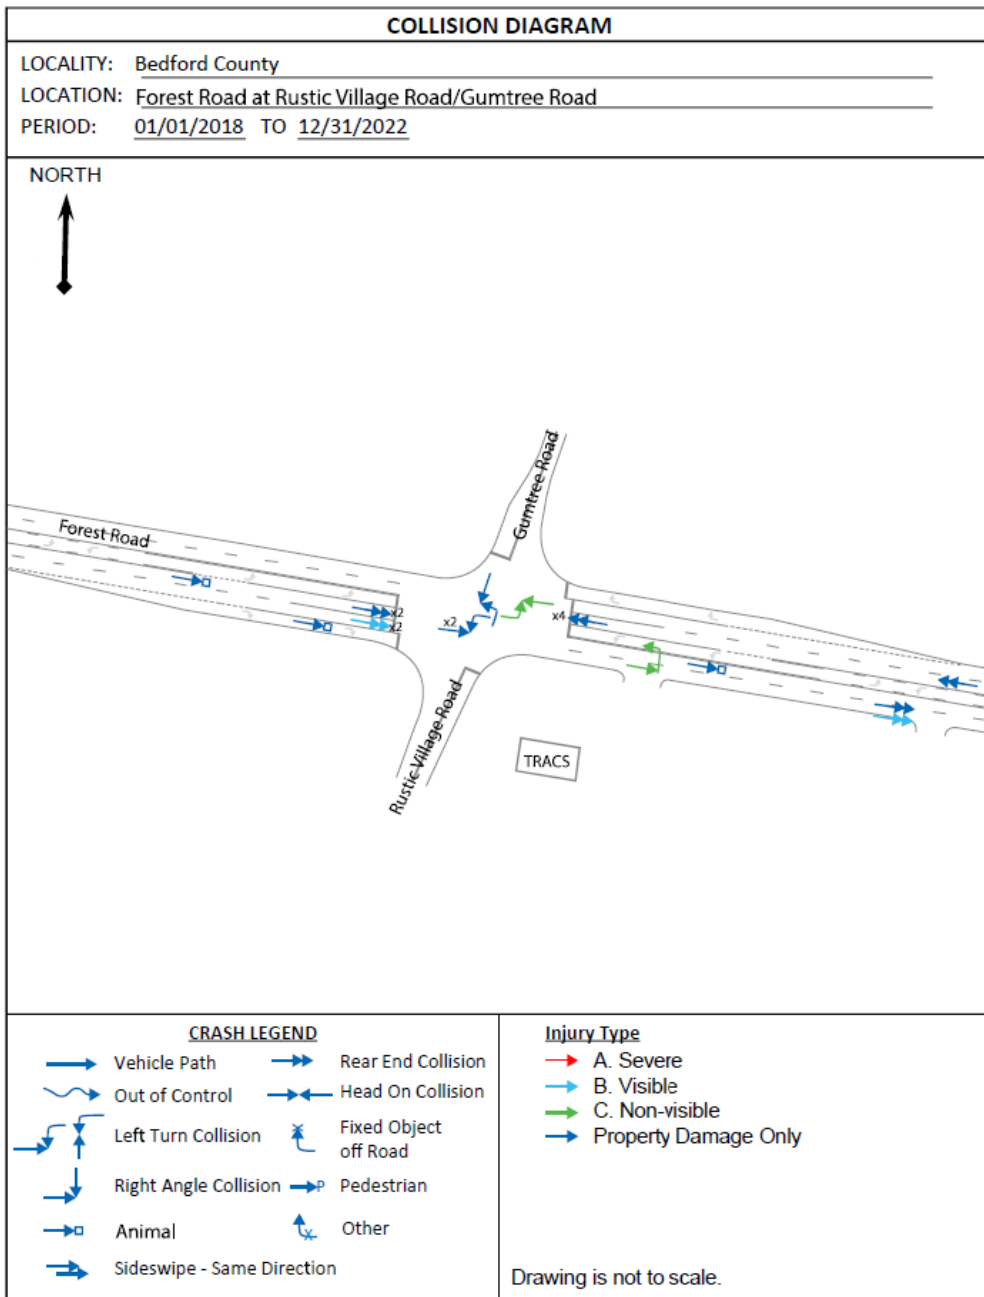 COLLISION DIAGRAM
LOCALITY: Bedford County
LOCATION: Forest Road at Rustic Village Road/Gumtree Road
PERIOD: 01/01/2018 TO 12/31/2022
NORTH
Gumtree Road
Forest Road
x2
x2
x2
x4
Rustic Village Road
TRACS
CRASH LEGEND
Vehicle Path
Rear End Collision
Out of Control
Head On Collision
Left Turn Collision
Fixed Object
off Road
Right Angle Collision
P Pedestrian
Animal
Other
Sideswipe - Same Direction
Injury Type
A. Severe
B. Visible
C. Non-visible
Property Damage Only
Drawing is not to scale.